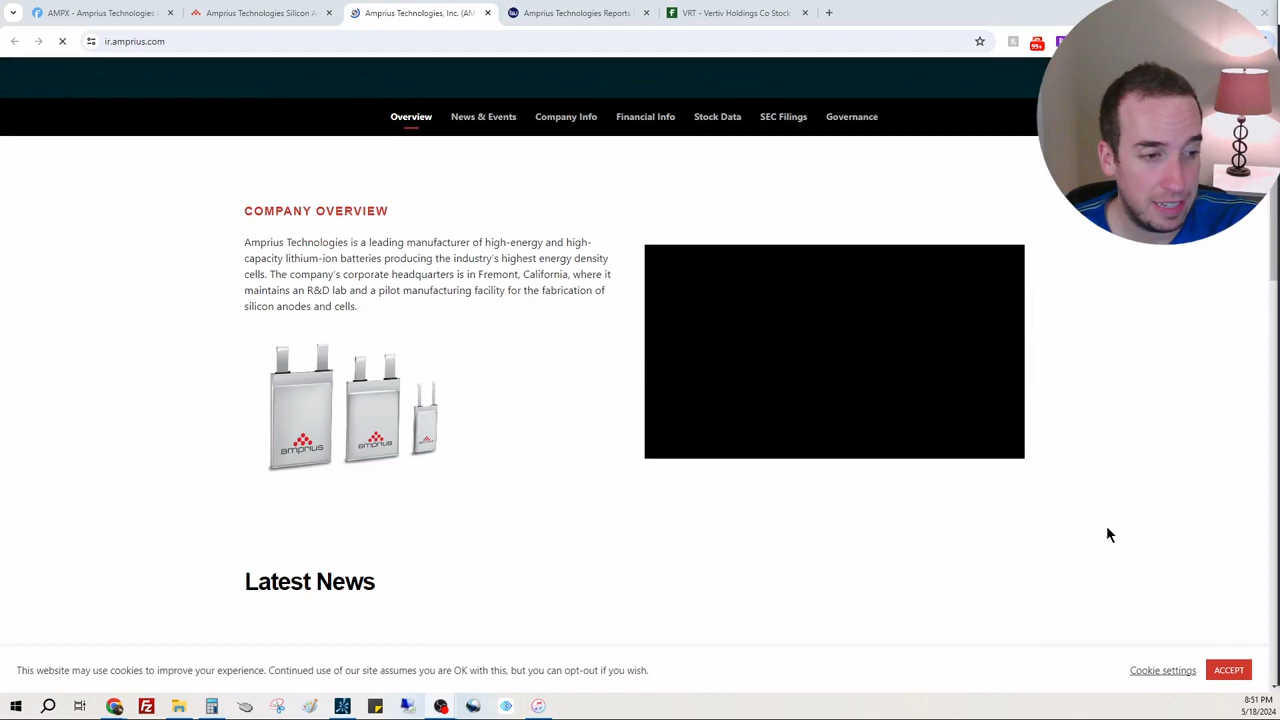 AMPX - Amprius Technologies
Amprius Technologies Silicon A
Amprius Technologies, Inc. (AM
Amprius Technologies Reports
VRT - Vertiv Holdings Co Stock
ir.amprius.com
99+
Overview
News & Events
Company Info
Financial Info
Stock Data
SEC Filings
Governance
COMPANY OVERVIEW
Amprius Technologies is a leading manufacturer of high-energy and high-
capacity lithium-ion batteries producing the industry's highest energy density
cells. The company's corporate headquarters is in Fremont, California, where it
maintains an R&D lab and a pilot manufacturing facility for the fabrication of
silicon anodes and cells.
amprius
amprius
Latest News
This website may use cookies to improve your experience. Continued use of our site assumes you are OK with this, but you can opt-out if you wish.
Cookie settings
ACCEPT
8:51 PM
5/18/2024